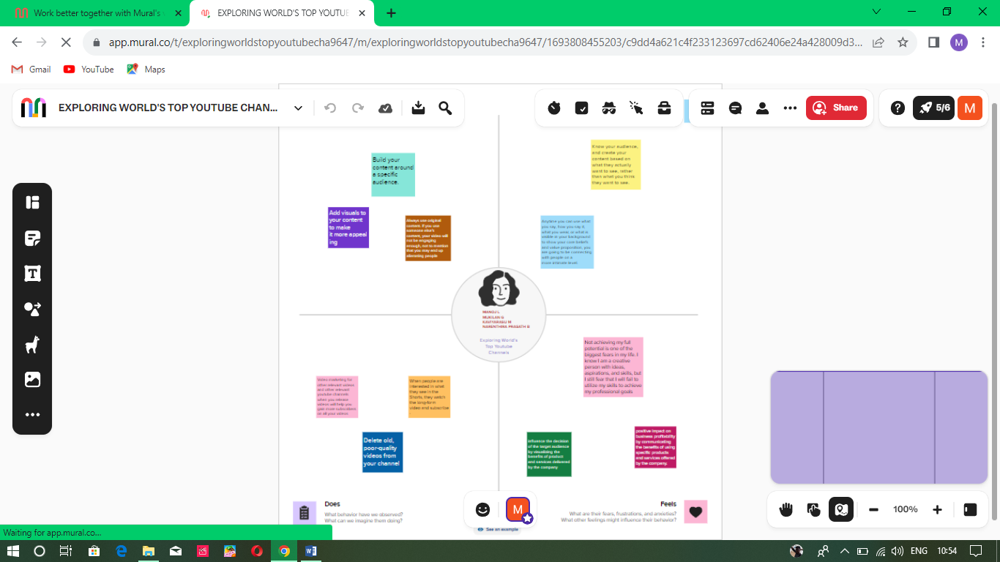 Work better together with Mural's
EXPLORING WORLD'S TOP YOUTUBE
app.mural.co/t/exploringworldstopyoutubecha9647/m/exploringworldstopyoutubecha9647/1693808455203/c9dd4a621c4f233123697cd62406e24a428009d3...
M
Gmail
YouTube
Maps
EXPLORING WORLD'S TOP YOUTUBE CHAN...
Share
5/6
M
Build your
content around
a specific
audience.
Know your audience,
and create your
content based on
what they actually
want to see, rather
than what you think
they want to see.
Add visuals to
your content
to make
it more appeal
ing
Always use original
content. If you use
someone else's
content, your video will
not be engaging
enough, not to mention
that you may end up
alienating people
Anytime you can use what
you say, how you say it,
what you wear, or what is
visible in your background
to show your core beliefs
and value proposition, you
are going to be connecting
with people on a
more intimate level.
MANOJ L
MUKILAN G
KAVIYARASU M
NARENTHIRA PRASATH B
Exploring World's
Top Youtube
Channels
Not achieving my full
potential is one of the
biggest fears in my life. I
know I am a creative
person with ideas,
aspirations, and skills, but
I still fear that I will fail to
utilize my skills to achieve
my professional goals
Video marketing for
other relevant videos
and other relevant
youtube channels
when you release
videos will help you
gain more subscribers
on all your videos
When people are
interested in what
they see in the
Shorts, they watch
the long-form
video and subscribe
.
Delete old,
poor-quality
videos from
your channel
Influence the decision
of the target audience
by visualizing the
benefits of product
and services delivered
by the company
positive impact on
business profitability
by communicating
the benefits of using
specific products
and services offered
by the company.
Does
What behavior have we observed?
What can we imagine them doing?
M
See an example
Feels
What are their fears, frustrations, and anxieties?
What other feelings might influence their behavior?
100%
Waiting for app.mural.co...
ENG
10:54